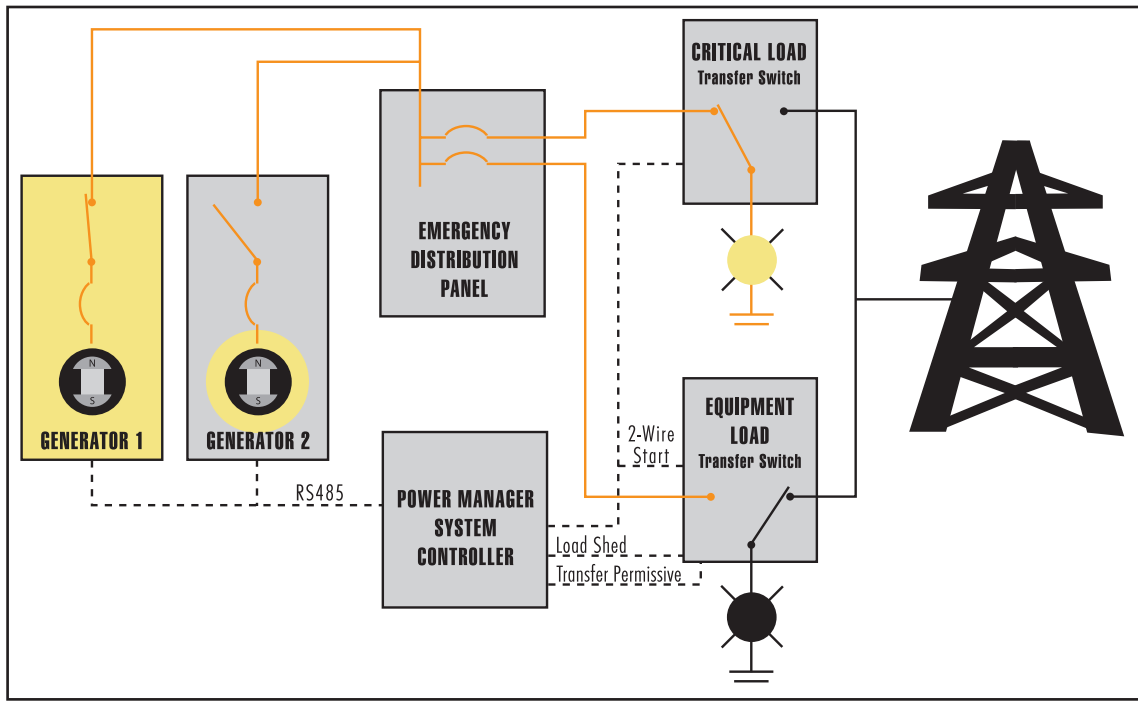 CRITICAL LOAD
Transfer Switch
EMERGENCY
DISTRIBUTION
PANEL
N
S
GENERATOR 1
N
S
GENERATOR 2
EQUIPMENT
LOAD
Transfer Switch
2-Wire
Start
RS485
POWER MANAGER
SYSTEM
CONTROLLER
Load Shed
Transfer Permissive